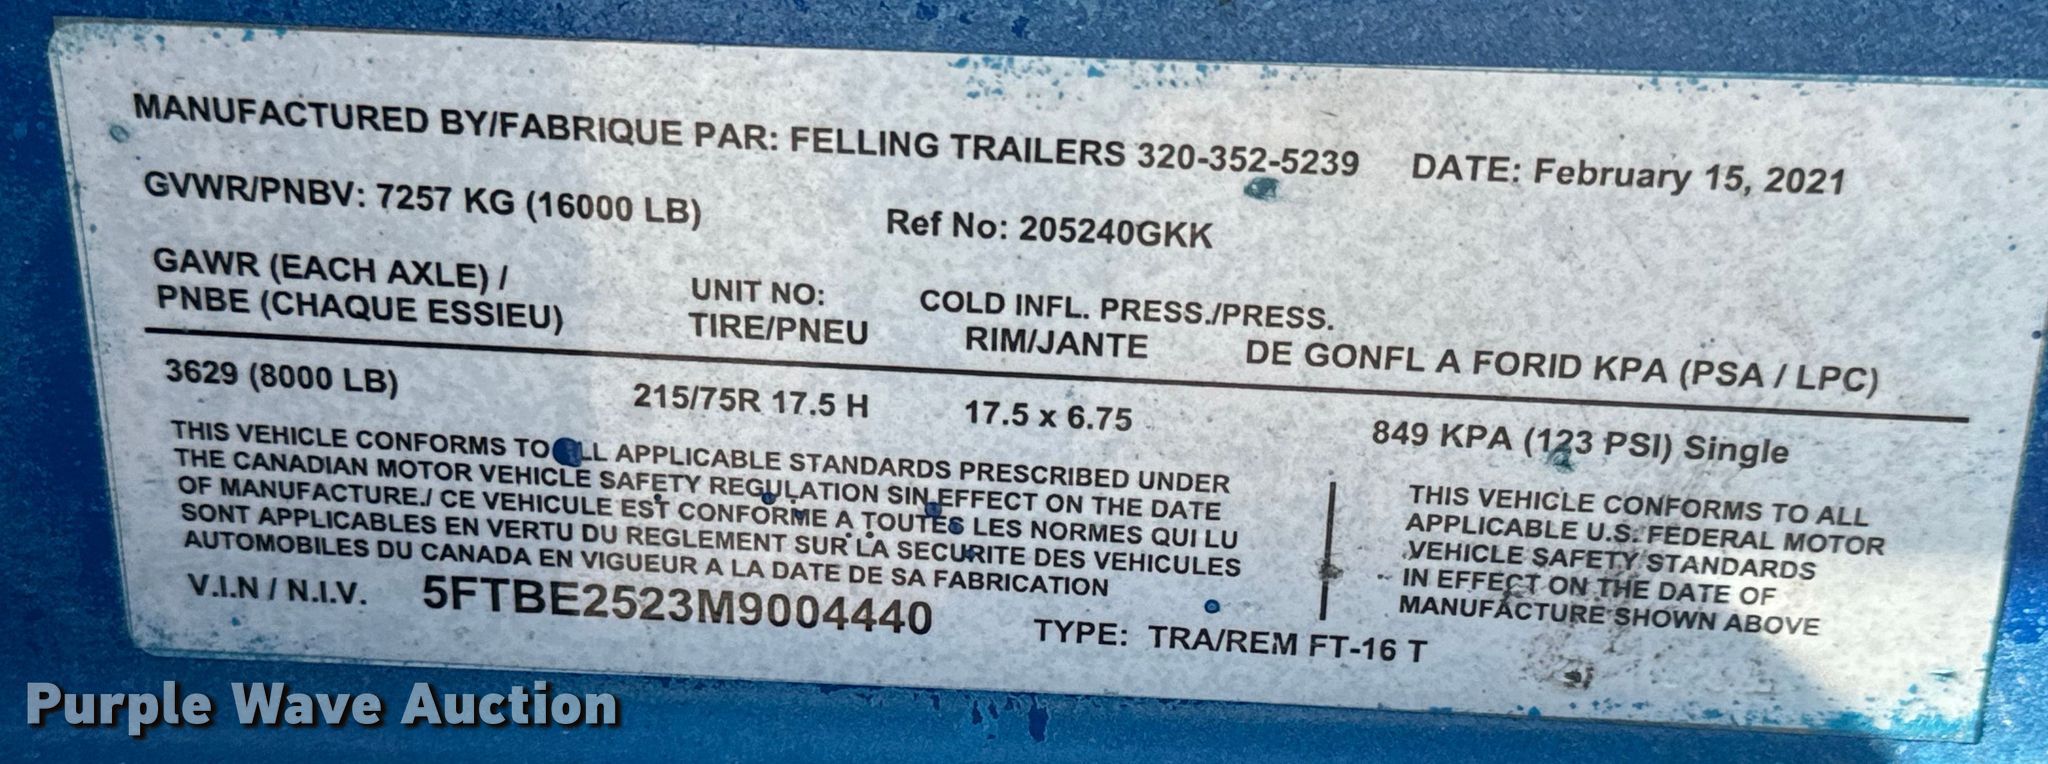 MANUFACTURED BY/FABRIQUE PAR: FELLING TRAILERS 320-352-5239 DATE: February 15, 2021
GVWR/PNBV: 7257 KG (16000 LB) Ref No: 205240GKK
GAWR (EACH AXLE) / UNIT NO: COLD INFL. PRESS./PRESS.
PNBE (CHAQUE ESSIEU) TIRE/PNEU RIM/JANTE DE GONFL A FORID KPA (PSA / LPC)
3629 (8000 LB) 215/75R 17.5 H 17.5 x 6.75 849 KPA (123 PSI) Single
THIS VEHICLE CONFORMS TO ALL APPLICABLE STANDARDS PRESCRIBED UNDER
THE CANADIAN MOTOR VEHICLE SAFETY REGULATION SIN EFFECT ON THE DATE
OF MANUFACTURE./ CE VEHICULE EST CONFORME A TOUTES LES NORMES QUI LU
SONT APPLICABLES EN VERTU DU REGLEMENT SUR LA SECURITE DES VEHICULES
AUTOMOBILES DU CANADA EN VIGUEUR A LA DATE DE SA FABRICATION
THIS VEHICLE CONFORMS TO ALL
APPLICABLE U.S. FEDERAL MOTOR
VEHICLE SAFETY STANDARDS
IN EFFECT ON THE DATE OF
MANUFACTURE SHOWN ABOVE
V.I.N / N.I.V. 5FTBE2523M9004440 TYPE: TRA/REM FT-16 T
Purple Wave Auction